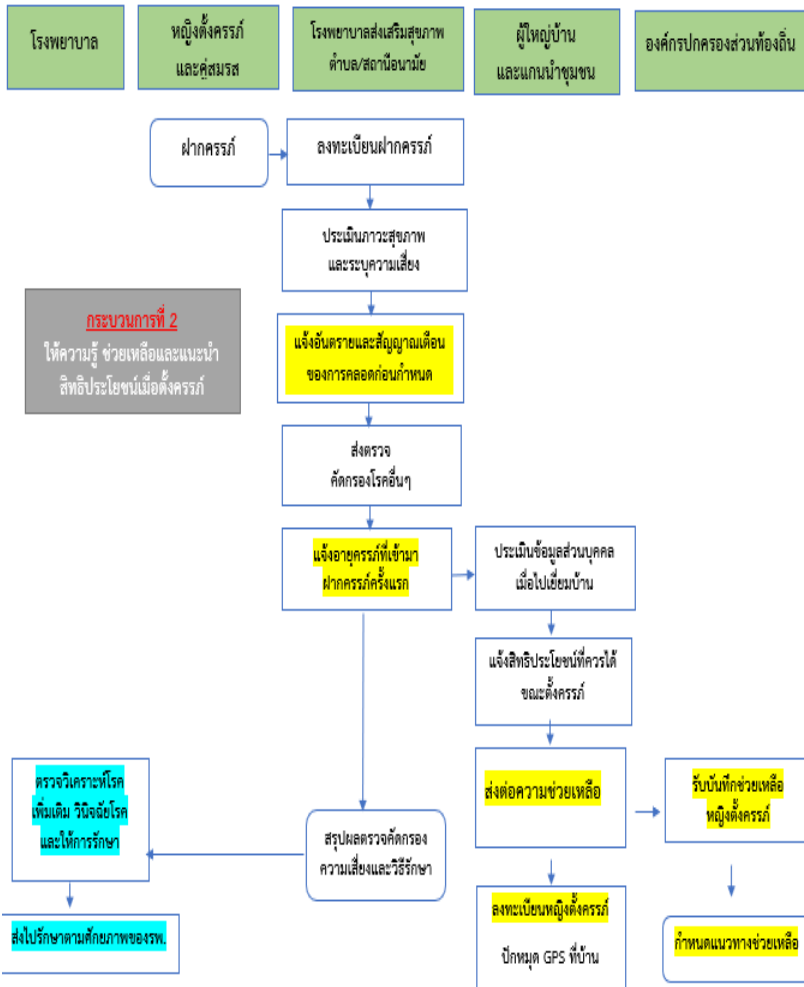 โรงพยาบาล
หญิงตั้งครรภ์
และคู่สมรส
โรงพยาบาลส่งเสริมสุขภาพ
ตำบล/สถานีอนามัย
ผู้ใหญ่บ้าน
และแกนนำชุมชน
องค์กรปกครองส่วนท้องถิ่น
ฝากครรภ์
ลงทะเบียนฝากครรภ์
ประเมินภาวะสุขภาพ
และระบุความเสี่ยง
กระบวนการที่ 2
ให้ความรู้ ช่วยเหลือและแนะนำ
สิทธิประโยชน์เมื่อตั้งครรภ์
แจ้งอันตรายและสัญญาณเตือน
ของการคลอดก่อนกำหนด
ส่งตรวจ
คัดกรองโรคอื่นๆ
แจ้งอายุครรภ์ที่เข้ามา
ฝากครรภ์ครั้งแรก
ประเมินข้อมูลส่วนบุคคล
เมื่อไปเยี่ยมบ้าน
แจ้งสิทธิประโยชน์ที่ควรได้
ขณะตั้งครรภ์
ตรวจวิเคราะห์โรค
เพิ่มเติม วินิจฉัยโรค
และให้การรักษา
สรุปผลตรวจคัดกรอง
ความเสี่ยงและวิธีรักษา
ส่งต่อความช่วยเหลือ
รับบันทึกช่วยเหลือ
หญิงตั้งครรภ์
ส่งไปรักษาตามศักยภาพของรพ.
ลงทะเบียนหญิงตั้งครรภ์
ปักหมุด GPS ที่บ้าน
กำหนดแนวทางช่วยเหลือ